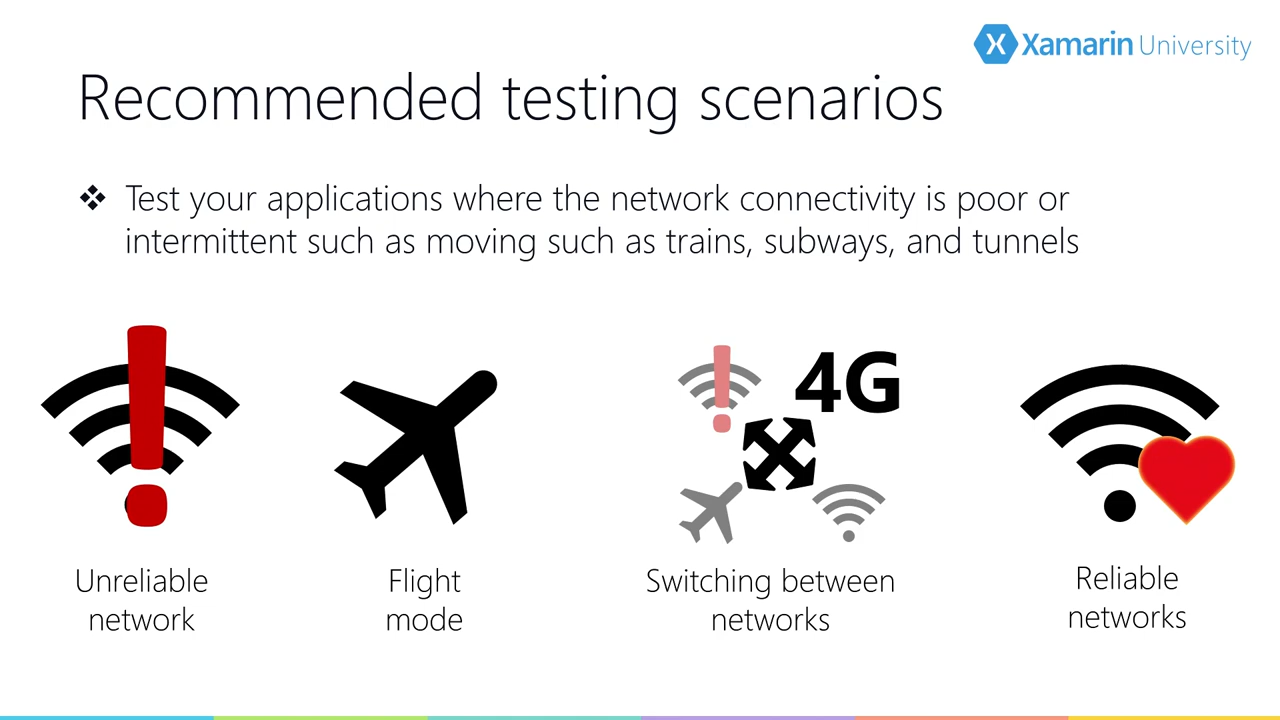 Xamarin University
Recommended testing scenarios
Test your applications where the network connectivity is poor or
intermittent such as moving such as trains, subways, and tunnels
4G
Unreliable
network
Flight
mode
Switching between
networks
Reliable
networks